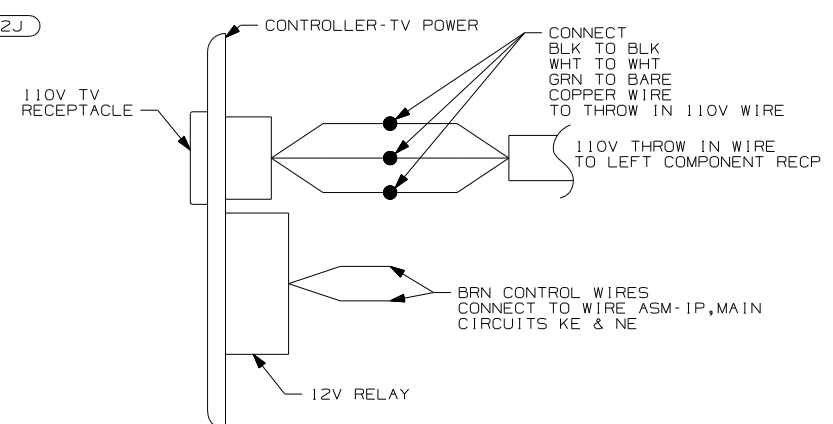 2J
CONTROLLER-TV POWER
CONNECT
BLK TO BLK
WHT TO WHT
GRN TO BARE
COPPER WIRE
TO THROW IN 110V WIRE
110V TV
RECEPTACLE
110V THROW IN WIRE
TO LEFT COMPONENT RECP
BRN CONTROL WIRES
CONNECT TO WIRE ASM-IP,MAIN
CIRCUITS KE & NE
12V RELAY